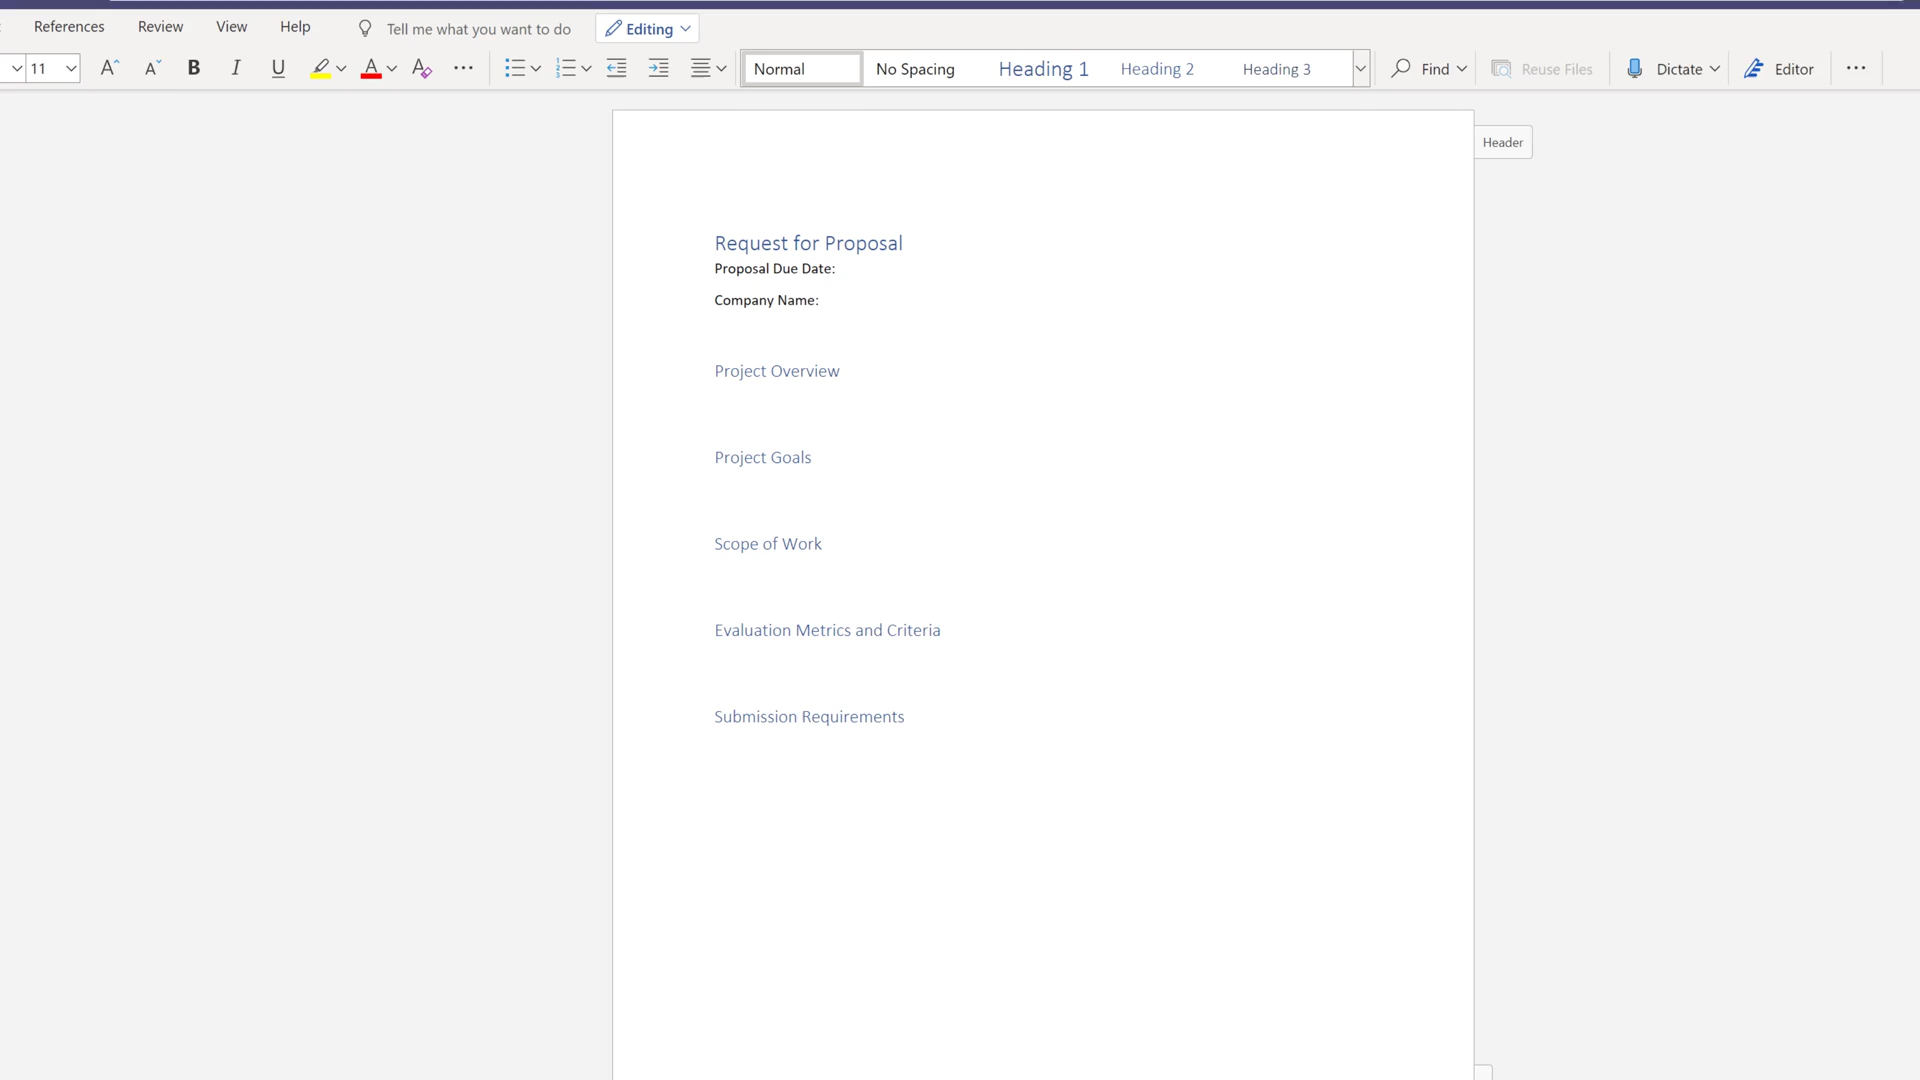 References Review View Help Tell me what you want to do Editing
11 A A B I U A A Normal No Spacing Heading 1 Heading 2 Heading 3 Find Reuse Files Dictate Editor
Header
Request for Proposal
Proposal Due Date:
Company Name:
Project Overview
Project Goals
Scope of Work
Evaluation Metrics and Criteria
Submission Requirements